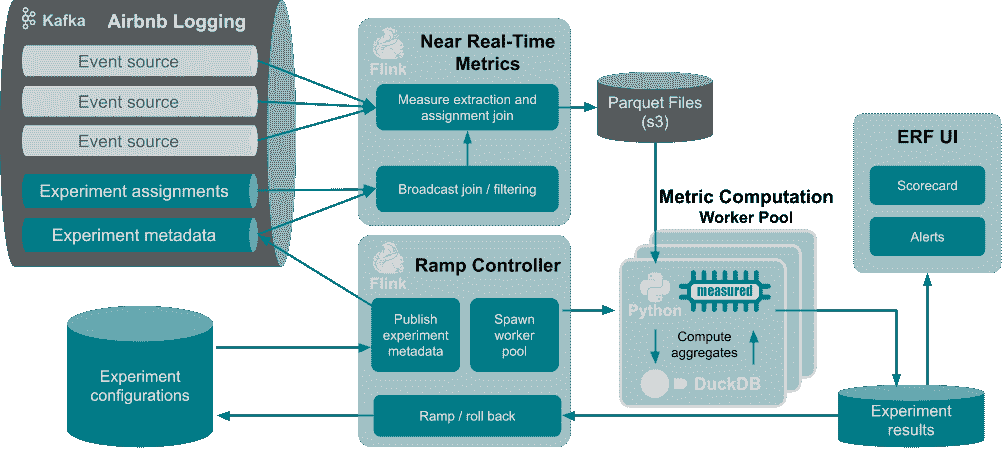 Kafka
Airbnb Logging
Event source
Event source
Event source
Experiment assignments
Experiment metadata
Flink
Near Real-Time
Metrics
Measure extraction and
assignment join
Broadcast join / filtering
Parquet Files
(s3)
ERF UI
Scorecard
Alerts
Metric Computation
Worker Pool
Python
measured
Compute
aggregates
DuckDB
Flink
Ramp Controller
Publish
experiment
metadata
Spawn
worker
pool
Ramp / roll back
Experiment
configurations
Experiment
results